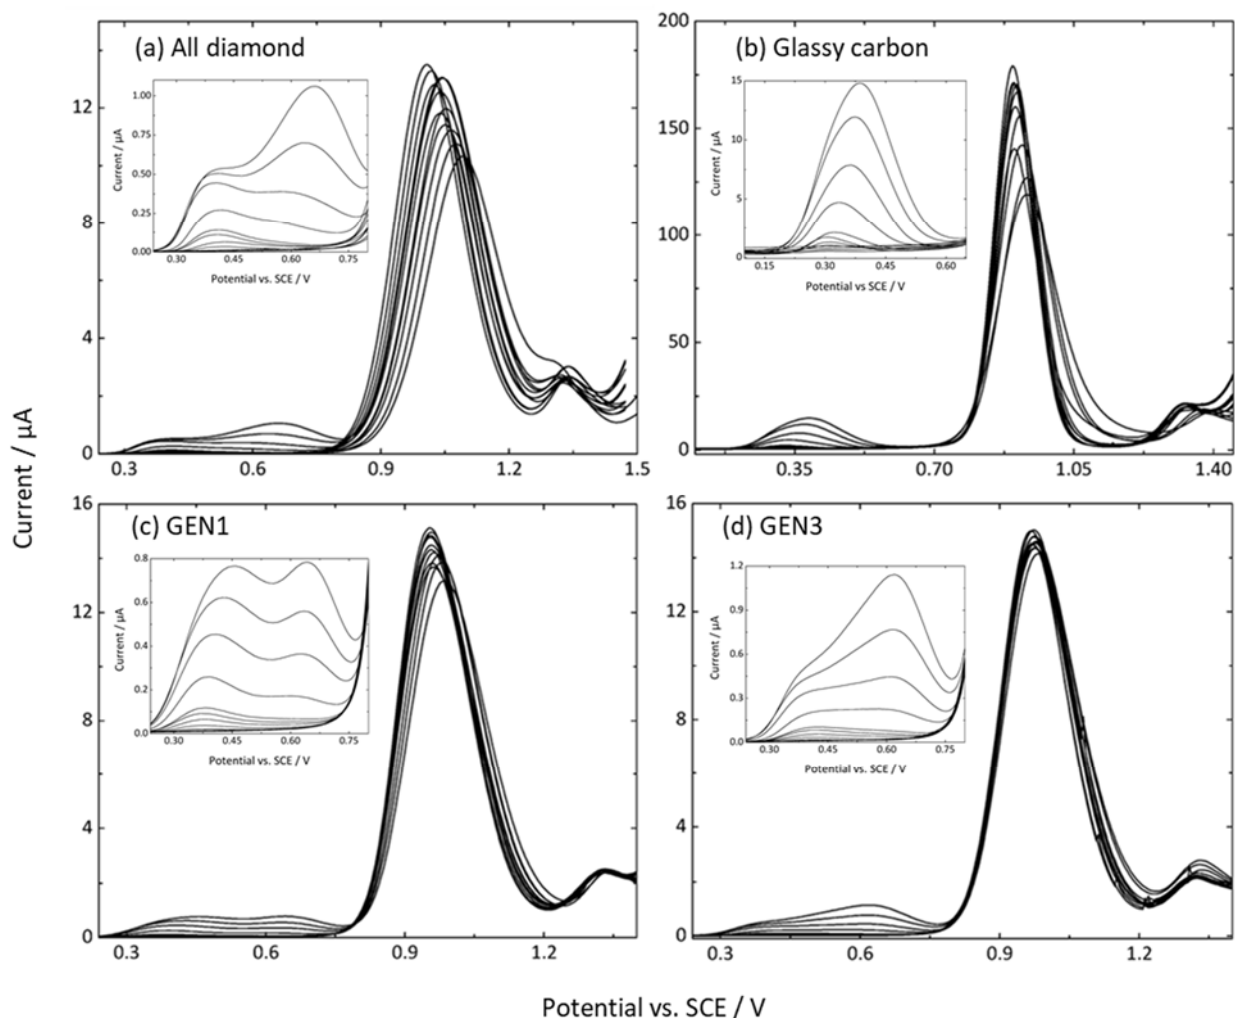 (a) All diamond
1.00
0.75
0.50
0.25
0.00
Current / µA
0.30 0.45 0.60 0.75
Potential vs. SCE / V
12
8
4
0
0.3 0.6 0.9 1.2 1.5
(b) Glassy carbon
15
10
5
0
Current / µA
0.15 0.30 0.45 0.60
Potential vs SCE / V
200
150
100
50
0
0.35 0.70 1.05 1.40
Current / µA
(c) GEN1
0.8
0.6
0.4
0.2
0.0
Current / µA
0.30 0.45 0.60 0.75
Potential vs. SCE / V
16
12
8
4
0
0.3 0.6 0.9 1.2
(d) GEN3
1.2
0.9
0.6
0.3
0.0
Current / µA
0.30 0.45 0.60 0.75
Potential vs. SCE / V
16
12
8
4
0
0.3 0.6 0.9 1.2
Potential vs. SCE / V